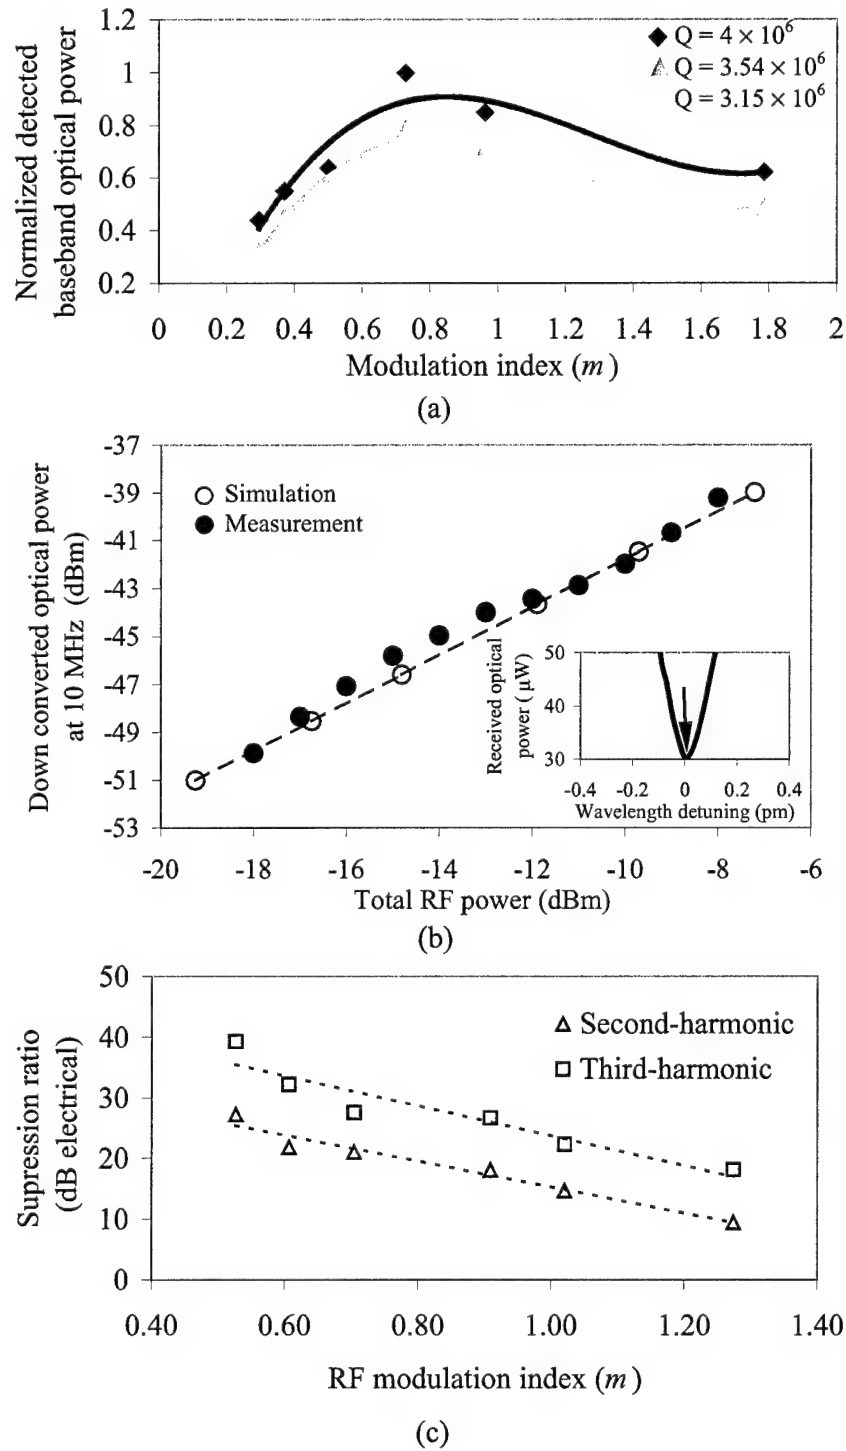 1.2
1
0.8
0.6
0.4
0.2
Normalized detected
baseband optical power
Q = 4 × 10⁶
Q = 3.54 × 10⁶
Q = 3.15 × 10⁶
0 0.2 0.4 0.6 0.8 1 1.2 1.4 1.6 1.8 2
Modulation index (m)
(a)
-37
-39
-41
-43
-45
-47
-49
-51
-53
Down converted optical power
at 10 MHz (dBm)
Simulation
Measurement
50
40
30
Received optical
power ( µW)
-0.4 -0.2 0 0.2 0.4
Wavelength detuning (pm)
-20 -18 -16 -14 -12 -10 -8 -6
Total RF power (dBm)
(b)
50
40
30
20
10
0
Supression ratio
(dB electrical)
Second-harmonic
Third-harmonic
0.40 0.60 0.80 1.00 1.20 1.40
RF modulation index (m)
(c)